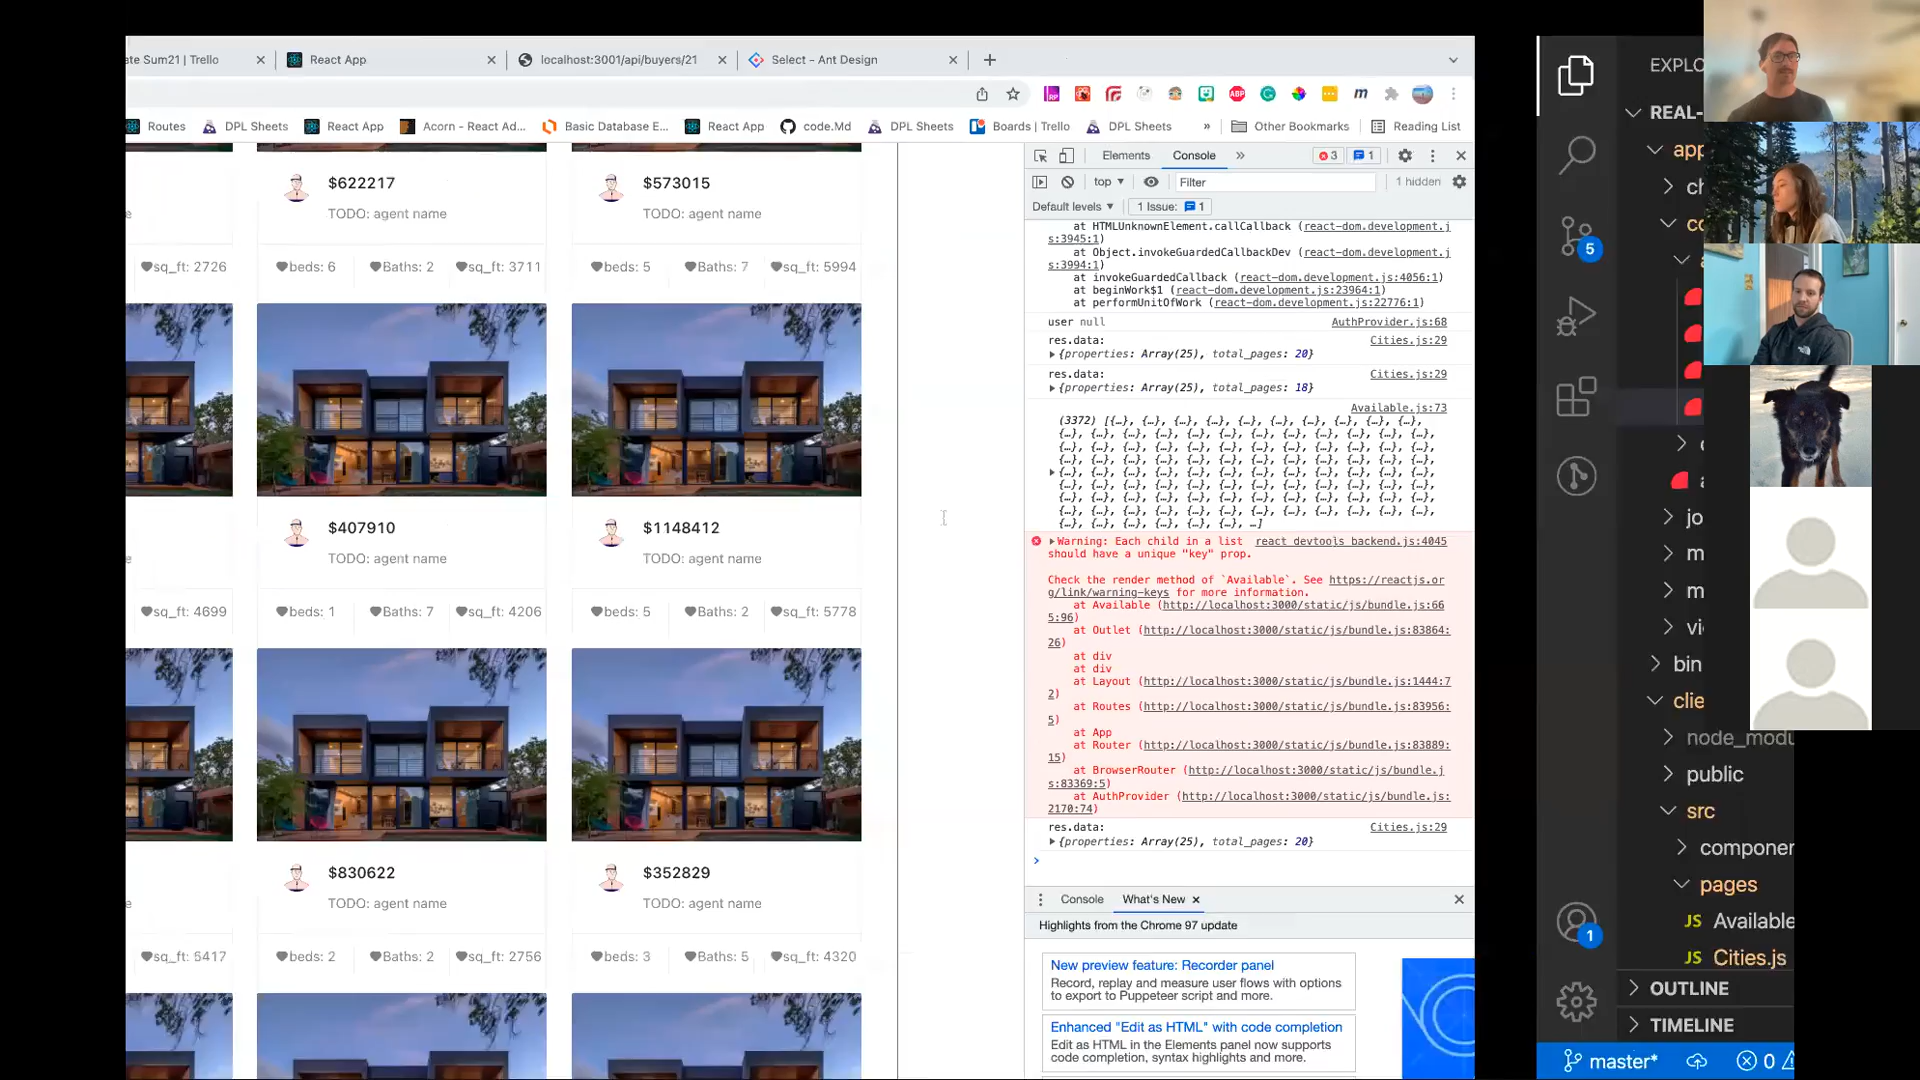 te Sum21 | Trello
React App
localhost:3001/api/buyers/21
Select - Ant Design
Routes
DPL Sheets
React App
Acorn - React Ad...
Basic Database E...
React App
code.Md
DPL Sheets
Boards | Trello
DPL Sheets
»
Other Bookmarks
Reading List
$622217
TODO: agent name
$573015
TODO: agent name
e
sq_ft: 2726
beds: 6
Baths: 2
sq_ft: 3711
beds: 5
Baths: 7
sq_ft: 5994
$407910
TODO: agent name
$1148412
TODO: agent name
e
sq_ft: 4699
beds: 1
Baths: 7
sq_ft: 4206
beds: 5
Baths: 2
sq_ft: 5778
$830622
TODO: agent name
$352829
TODO: agent name
e
sq_ft: 5417
beds: 2
Baths: 2
sq_ft: 2756
beds: 3
Baths: 5
sq_ft: 4320
Elements
Console
»
3
1
top ▼
Filter
1 hidden
Default levels ▼
1 Issue: 1
at HTMLUnknownElement.callCallback (react-dom.development.j
s:3945:1)
at Object.invokeGuardedCallbackDev (react-dom.development.j
s:3994:1)
at invokeGuardedCallback (react-dom.development.js:4056:1)
at beginWork$1 (react-dom.development.js:23964:1)
at performUnitOfWork (react-dom.development.js:22776:1)
user null AuthProvider.js:68
res.data: Cities.js:29
{properties: Array(25), total_pages: 20}
res.data: Cities.js:29
{properties: Array(25), total_pages: 18}
Available.js:73
(3372) [{…}, {…}, {…}, {…}, {…}, {…}, {…}, {…}, {…}, {…},
{…}, {…}, {…}, {…}, {…}, {…}, {…}, {…}, {…}, {…}, {…}, {…},
{…}, {…}, {…}, {…}, {…}, {…}, {…}, {…}, {…}, {…}, {…}, {…},
{…}, {…}, {…}, {…}, {…}, {…}, {…}, {…}, {…}, {…}, {…}, {…},
{…}, {…}, {…}, {…}, {…}, {…}, {…}, {…}, {…}, {…}, {…}, {…},
{…}, {…}, {…}, {…}, {…}, {…}, {…}, {…}, {…}, {…}, {…}, {…},
{…}, {…}, {…}, {…}, {…}, {…}, {…}, {…}, {…}, {…}, {…}, {…},
{…}, {…}, {…}, {…}, {…}, {…}, {…}, {…}, {…}, {…}, {…}, {…},
{…}, {…}, {…}, {…}, {…}, {…}, …]
Warning: Each child in a list react devtools backend.js:4045
should have a unique "key" prop.
Check the render method of `Available`. See https://reactjs.or
g/link/warning-keys for more information.
at Available (http://localhost:3000/static/js/bundle.js:66
5:96)
at Outlet (http://localhost:3000/static/js/bundle.js:83864:
26)
at div
at div
at Layout (http://localhost:3000/static/js/bundle.js:1444:7
2)
at Routes (http://localhost:3000/static/js/bundle.js:83956:
5)
at App
at Router (http://localhost:3000/static/js/bundle.js:83889:
15)
at BrowserRouter (http://localhost:3000/static/js/bundle.j
s:83369:5)
at AuthProvider (http://localhost:3000/static/js/bundle.js:
2170:74)
res.data: Cities.js:29
{properties: Array(25), total_pages: 20}
Console
What's New
Highlights from the Chrome 97 update
New preview feature: Recorder panel
Record, replay and measure user flows with options
to export to Puppeteer script and more.
Enhanced "Edit as HTML" with code completion
Edit as HTML in the Elements panel now supports
code completion, syntax highlights and more.
EXPLO
REAL-
app
ch
co
a
c
a
jo
m
m
vi
bin
clie
node_modu
public
src
componer
pages
JS Available
JS Cities.js
OUTLINE
TIMELINE
5
1
master*
0